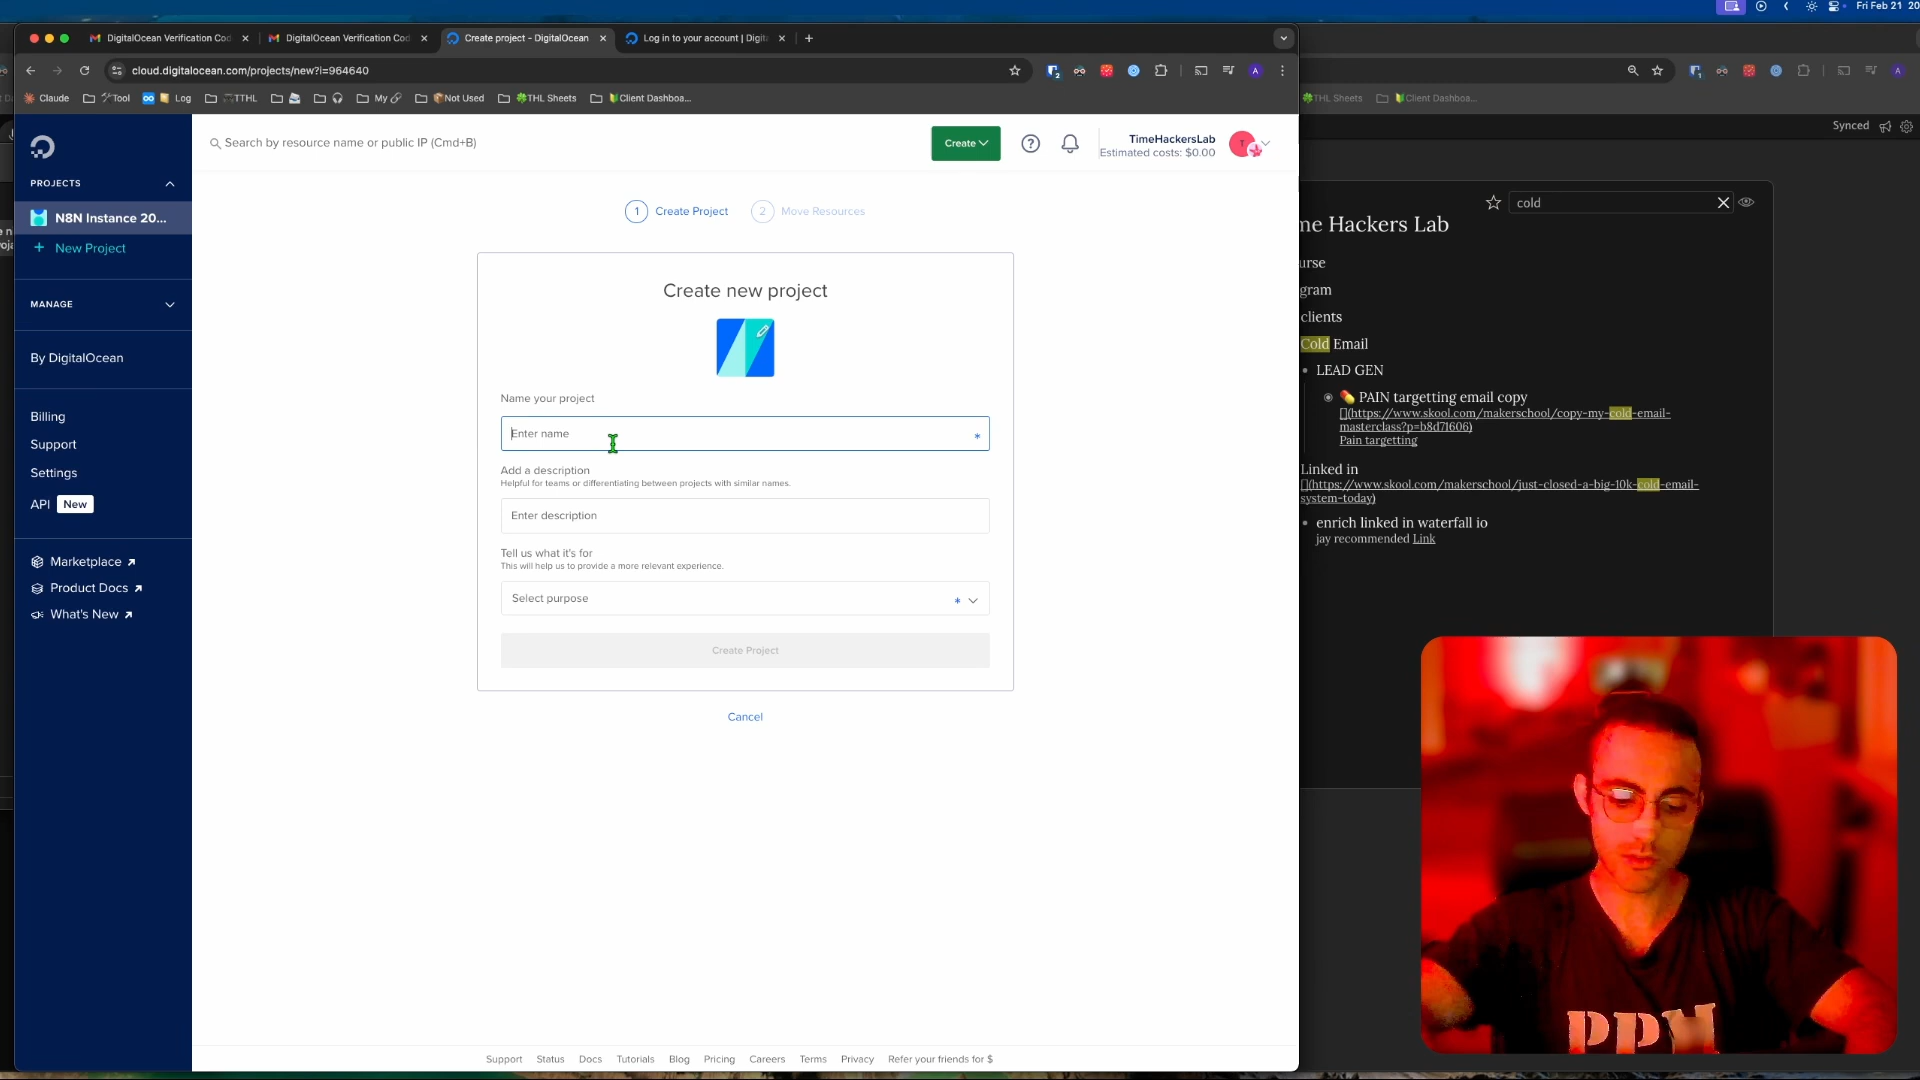 Fri Feb 21 20
DigitalOcean Verification Cod
DigitalOcean Verification Cod
Create project - DigitalOcean
Log in to your account | Digit
cloud.digitalocean.com/projects/new?i=964640
Claude
Tool
Log
TTHL
My
Not Used
THL Sheets
Client Dashboa...
THL Sheets
Client Dashboa...
Synced
Search by resource name or public IP (Cmd+B)
Create
TimeHackersLab
Estimated costs: $0.00
T
PROJECTS
N8N Instance 20...
+ New Project
MANAGE
By DigitalOcean
Billing
Support
Settings
API New
Marketplace
Product Docs
What's New
1 Create Project 2 Move Resources
Create new project
Name your project
Enter name *
Add a description
Helpful for teams or differentiating between projects with similar names.
Enter description
Tell us what it's for
This will help us to provide a more relevant experience.
Select purpose *
Create Project
Cancel
Support Status Docs Tutorials Blog Pricing Careers Terms Privacy Refer your friends for $
cold
me Hackers Lab
urse
gram
clients
Cold Email
LEAD GEN
PAIN targetting email copy
[](https://www.skool.com/makerschool/copy-my-cold-email-
masterclass?p=b8d71606)
Pain targetting
Linked in
[](https://www.skool.com/makerschool/just-closed-a-big-10k-cold-email-
system-today)
enrich linked in waterfall io
jay recommended Link
PPM